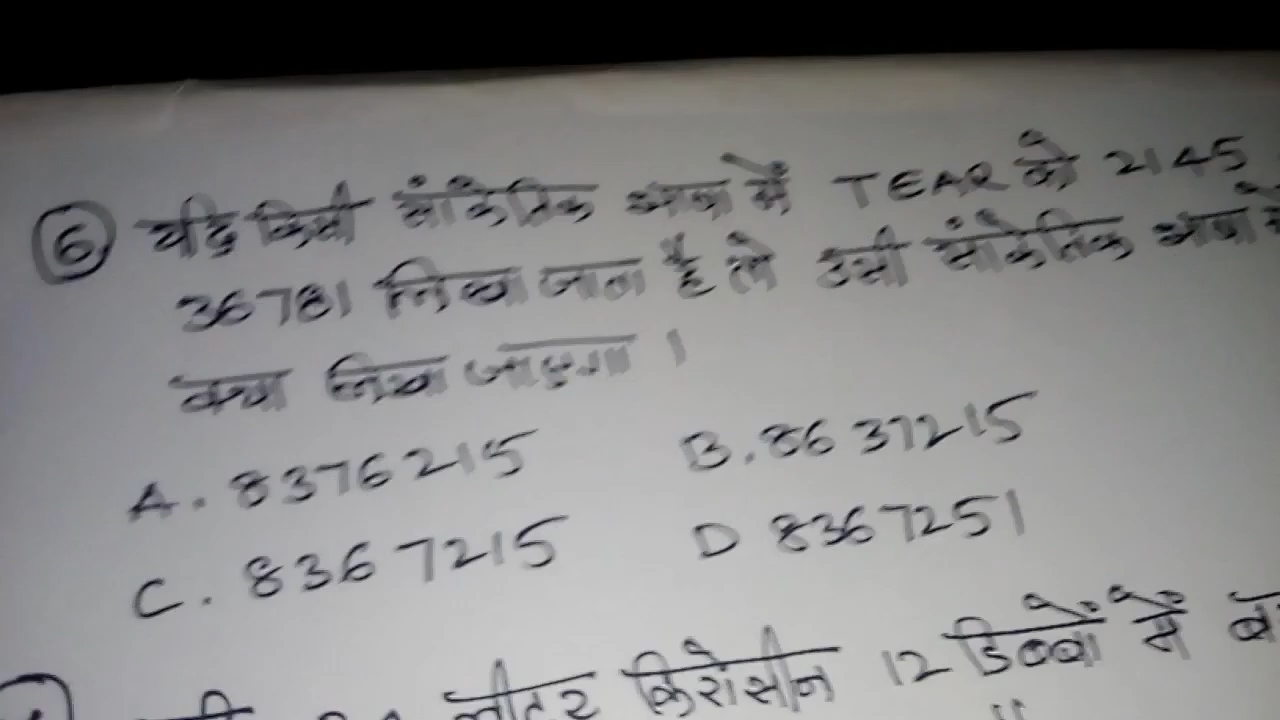 6 यदि किसी सांकेतिक भाषा में TEAR को 2145
36781 लिखा जाता है तो उसी सांकेतिक भाषा में
क्या लिखा जाएगा ।
A. 8376215 B. 8637215
C. 8367215 D 8367251
लीटर किरोसीन 12 डिब्बों में